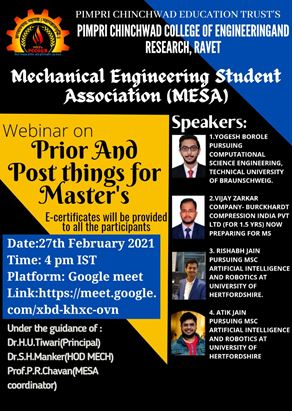 PIMPRI CHINCHWAD EDUCATION TRUST'S
PIMPRI CHINCHWAD COLLEGE OF ENGINEERINGAND
RESEARCH, RAVET
Mechanical Engineering Student
Association (MESA)
Webinar on
Prior And
Post things for
Master's
E-certificates will be provided
to all the participants
Date:27th February 2021
Time: 4 pm IST
Platform: Google meet
Link:https://meet.google.
com/xbd-khxc-ovn
Under the guidance of :
Dr.H.U.Tiwari(Principal)
Dr.S.H.Manker(HOD MECH)
Prof.P.R.Chavan(MESA
coordinator)
Speakers:
1.YOGESH BOROLE
PURSUING
COMPUTATIONAL
SCIENCE ENGINEERING,
TECHNICAL UNIVERSITY
OF BRAUNSCHWEIG.
2.VIJAY ZARKAR
COMPANY- BURCKHARDT
COMPRESSION INDIA PVT
LTD (FOR 1.5 YRS) NOW
PREPARING FOR MS
3. RISHABH JAIN
PURSUING MSC
ARTIFICIAL INTELLIGENCE
AND ROBOTICS AT
UNIVERSITY OF
HERTFORDSHIRE.
4. ATIK JAIN
PURSUING MSC
ARTIFICIAL INTELLIGENCE
AND ROBOTICS AT
UNIVERSITY OF
HERTFORDSHIRE